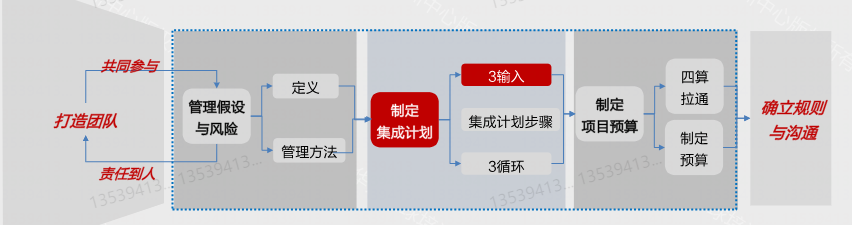 共同参与
打造团队
责任到人
管理假设
与风险
定义
管理方法
制定
集成计划
3输入
集成计划步骤
3循环
制定
项目预算
四算
拉通
制定
预算
确立规则
与沟通
13539413...
13539413...
13539413...